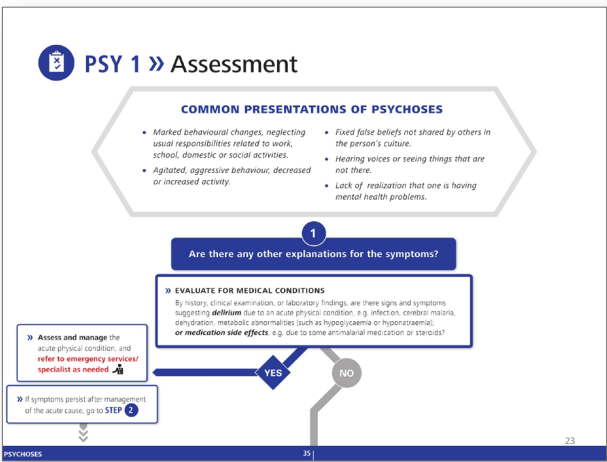 PSY 1 » Assessment
COMMON PRESENTATIONS OF PSYCHOSES
• Marked behavioural changes, neglecting
usual responsibilities related to work,
school, domestic or social activities.
• Agitated, aggressive behaviour, decreased
or increased activity.
• Fixed false beliefs not shared by others in
the person's culture.
• Hearing voices or seeing things that are
not there.
• Lack of realization that one is having
mental health problems.
1
Are there any other explanations for the symptoms?
» EVALUATE FOR MEDICAL CONDITIONS
By history, clinical examination, or laboratory findings, are there signs and symptoms
suggesting delirium due to an acute physical condition, e.g. infection, cerebral malaria,
dehydration, metabolic abnormalities (such as hypoglycaemia or hyponatraemia);
or medication side effects, e.g. due to some antimalarial medication or steroids?
» Assess and manage the
acute physical condition, and
refer to emergency services/
specialist as needed.
YES
NO
» If symptoms persist after management
of the acute cause, go to STEP 2
23
PSYCHOSES
35